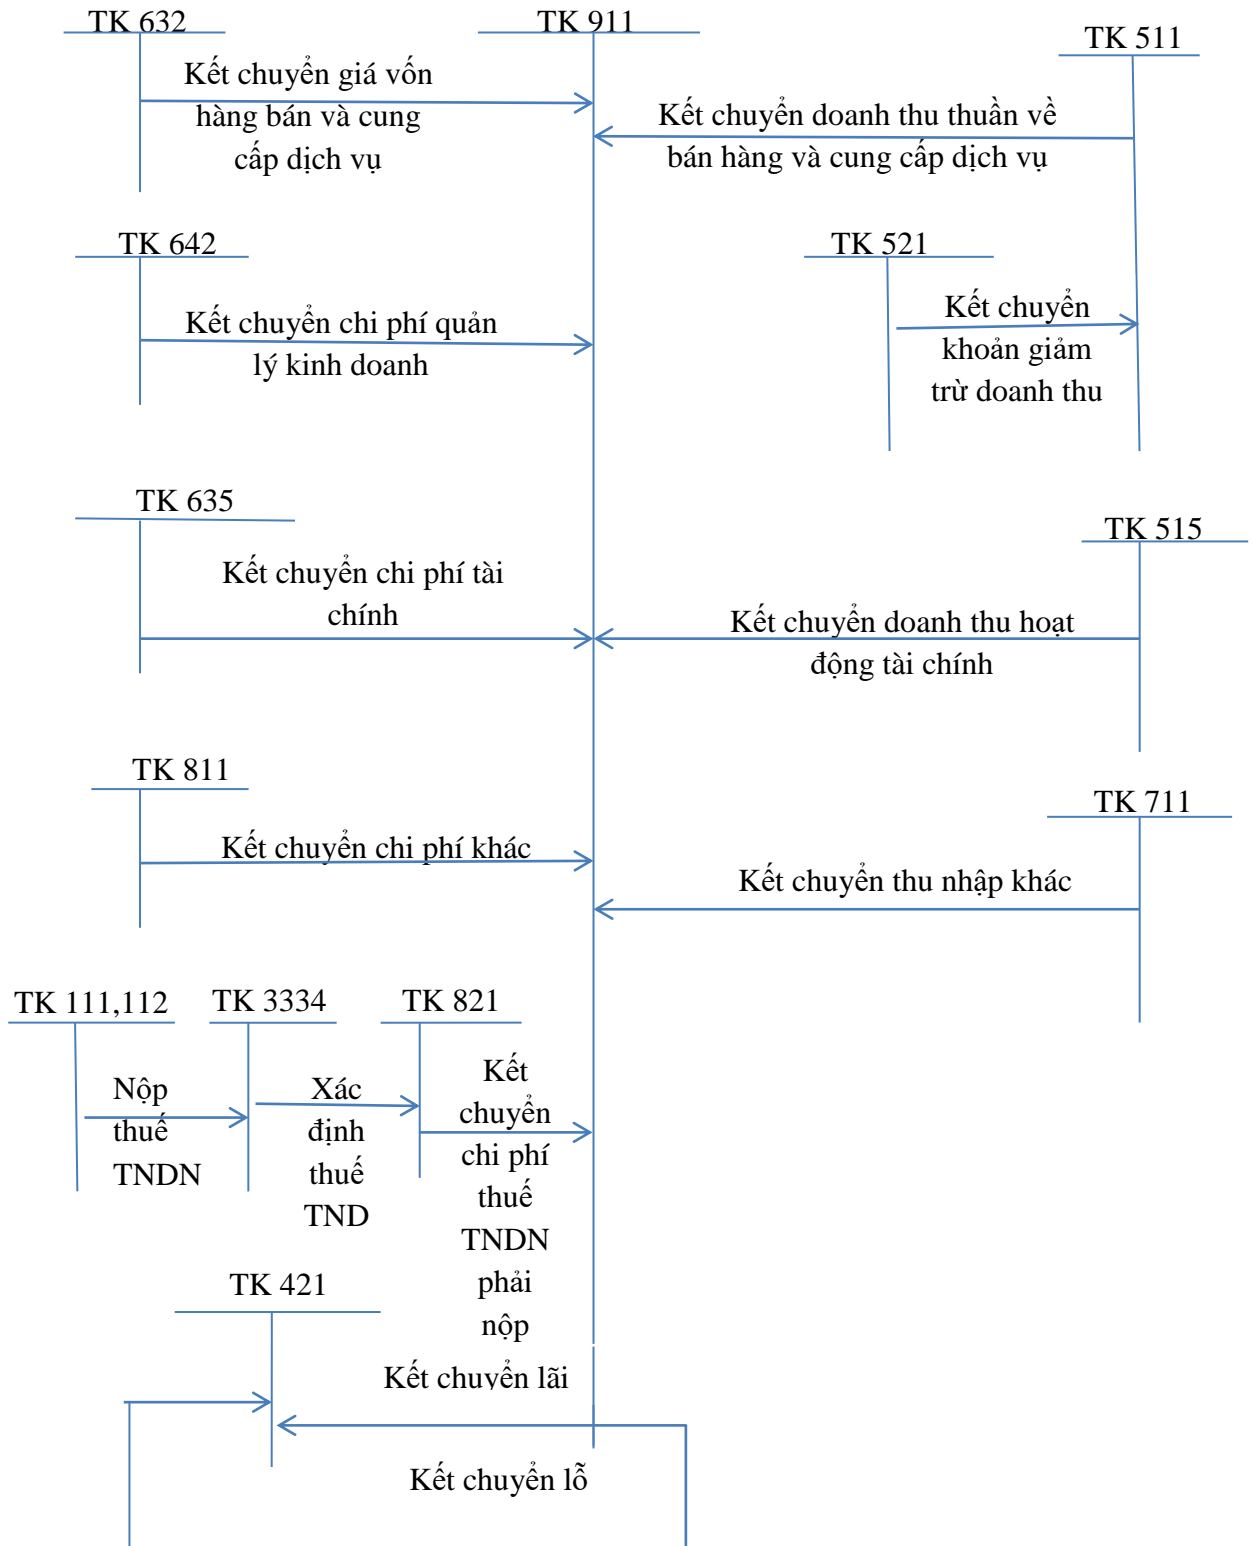 TK 632
TK 911
TK 511
Kết chuyển giá vốn
hàng bán và cung
cấp dịch vụ
Kết chuyển doanh thu thuần về
bán hàng và cung cấp dịch vụ
TK 642
TK 521
Kết chuyển chi phí quản
lý kinh doanh
Kết chuyển
khoản giảm
trừ doanh thu
TK 635
TK 515
Kết chuyển chi phí tài
chính
Kết chuyển doanh thu hoạt
động tài chính
TK 811
TK 711
Kết chuyển chi phí khác
Kết chuyển thu nhập khác
TK 111,112
TK 3334
TK 821
Nộp
thuế
TNDN
Xác
định
thuế
TND
Kết
chuyển
chi phí
thuế
TNDN
phải
nộp
TK 421
Kết chuyển lãi
Kết chuyển lỗ